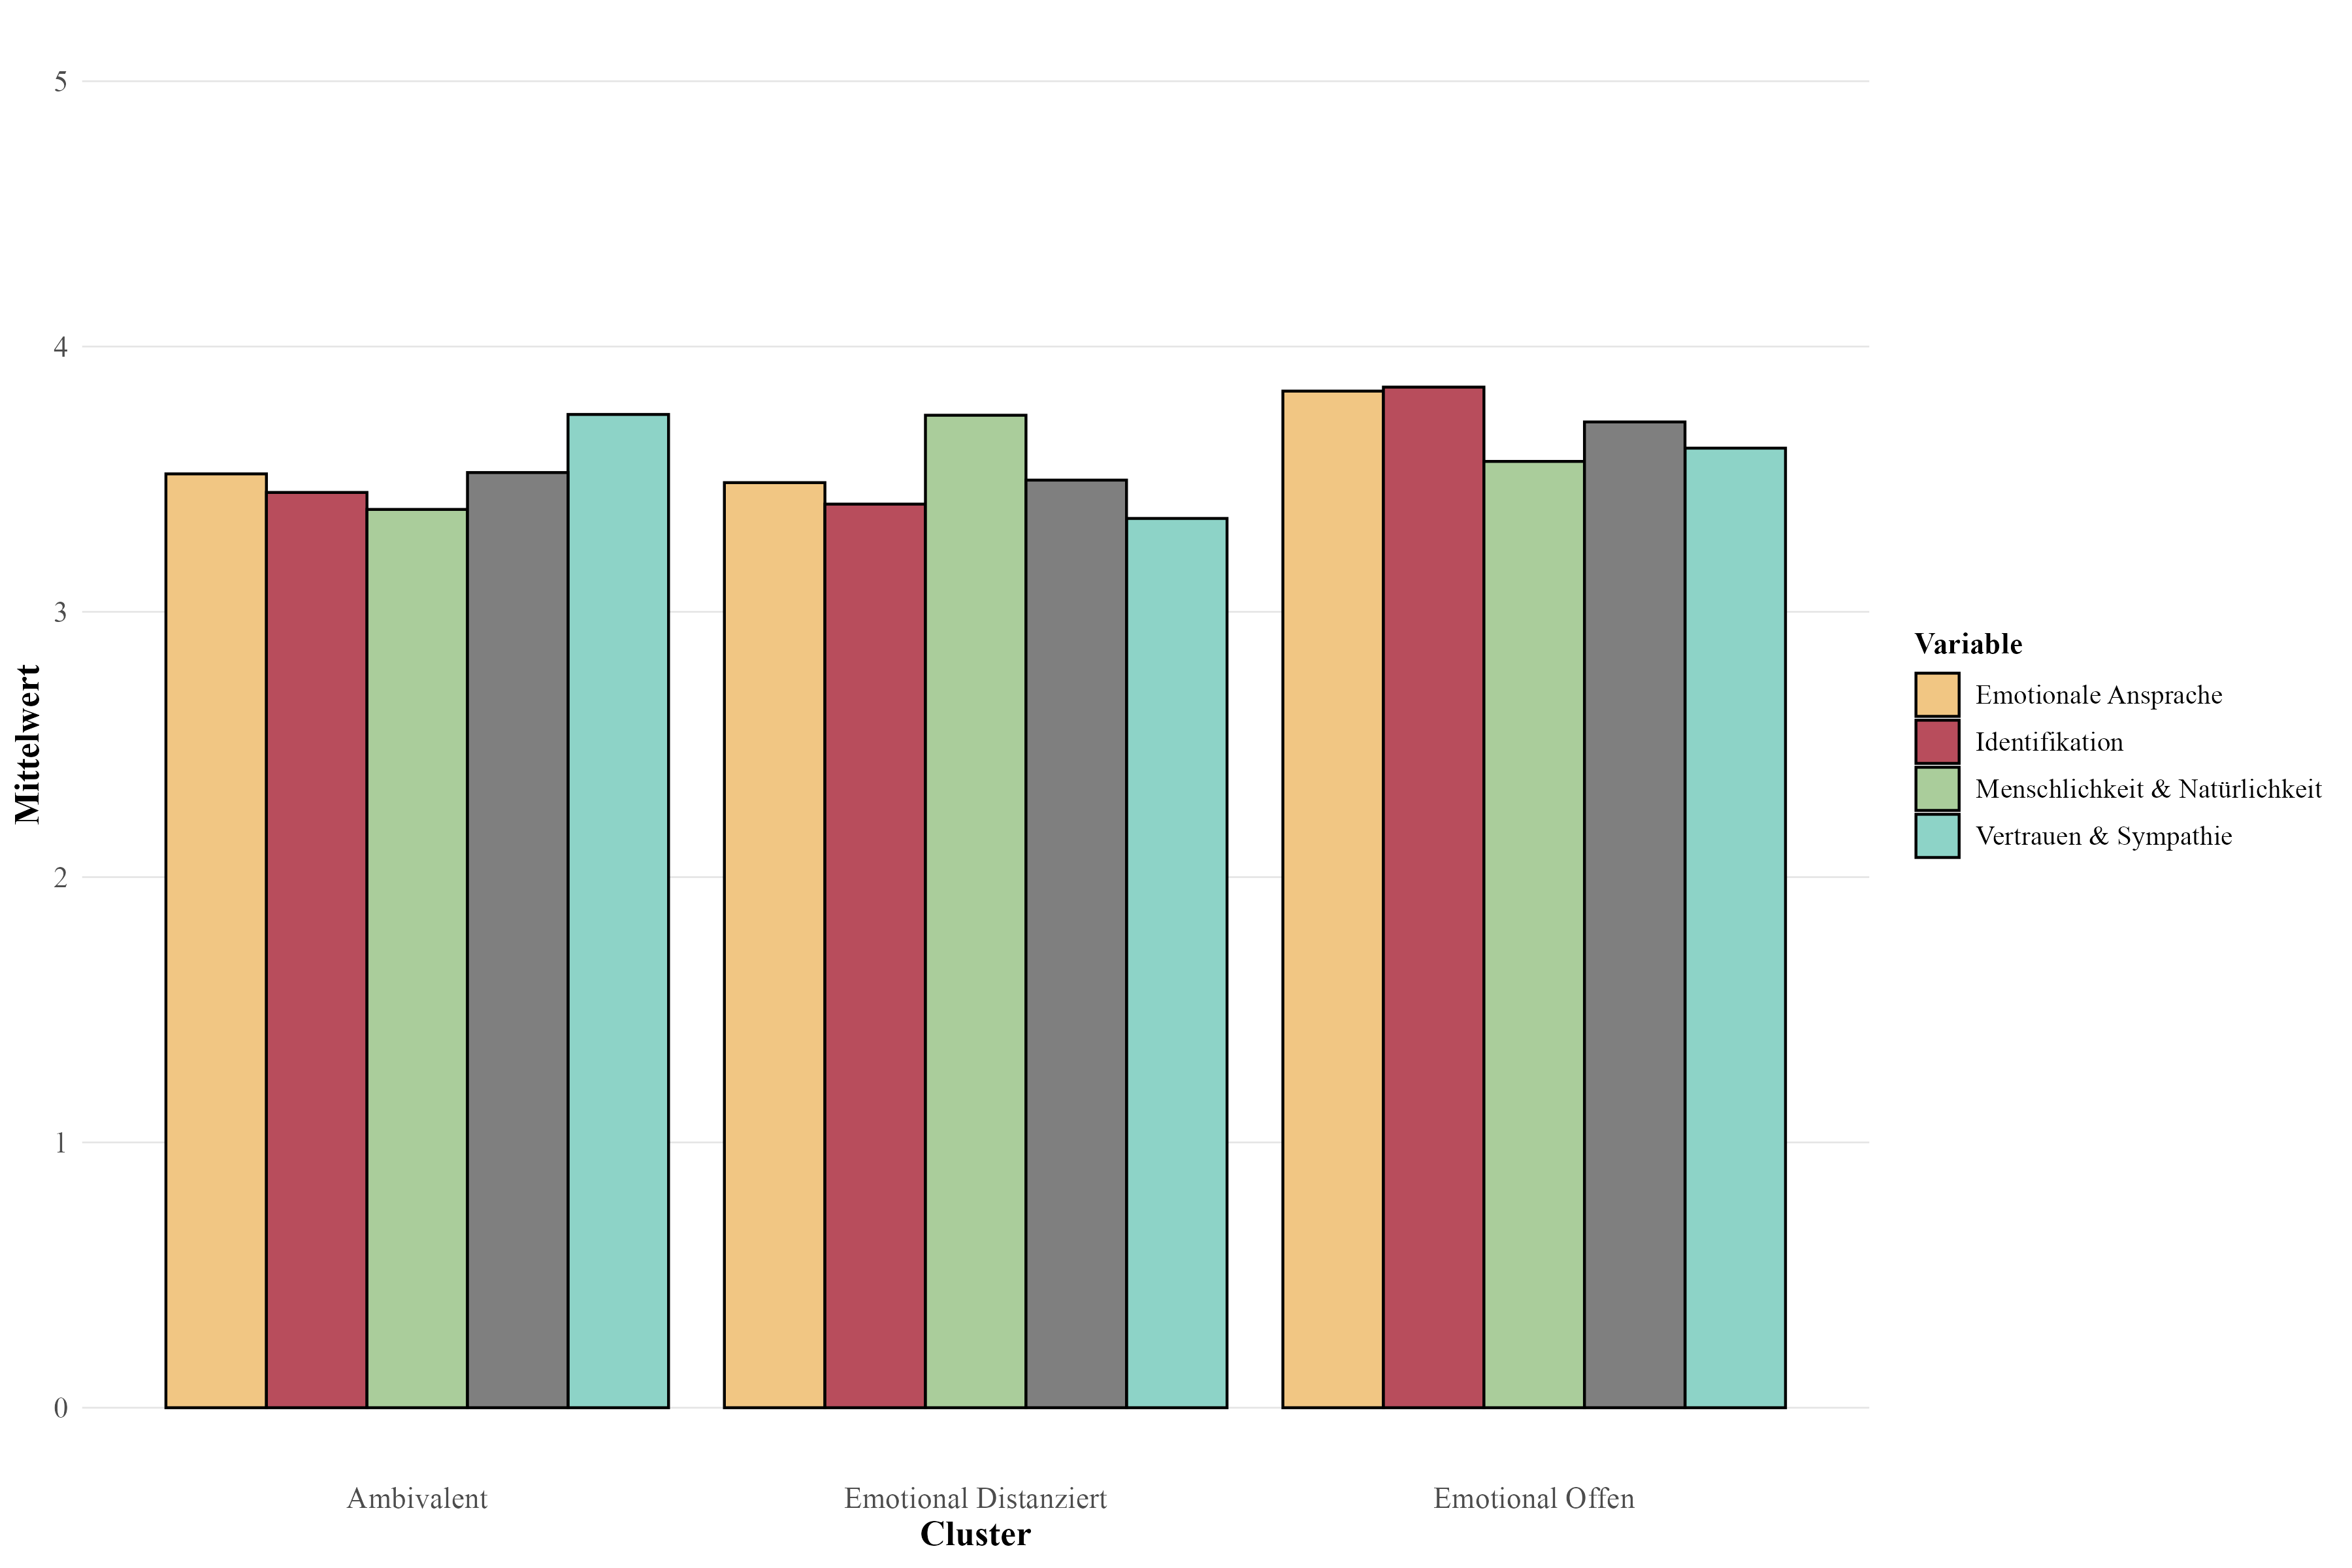 5
4
3
2
1
0
Mittelwert
Ambivalent
Emotional Distanziert
Emotional Offen
Cluster
Variable
Emotionale Ansprache
Identifikation
Menschlichkeit & Natürlichkeit
Vertrauen & Sympathie